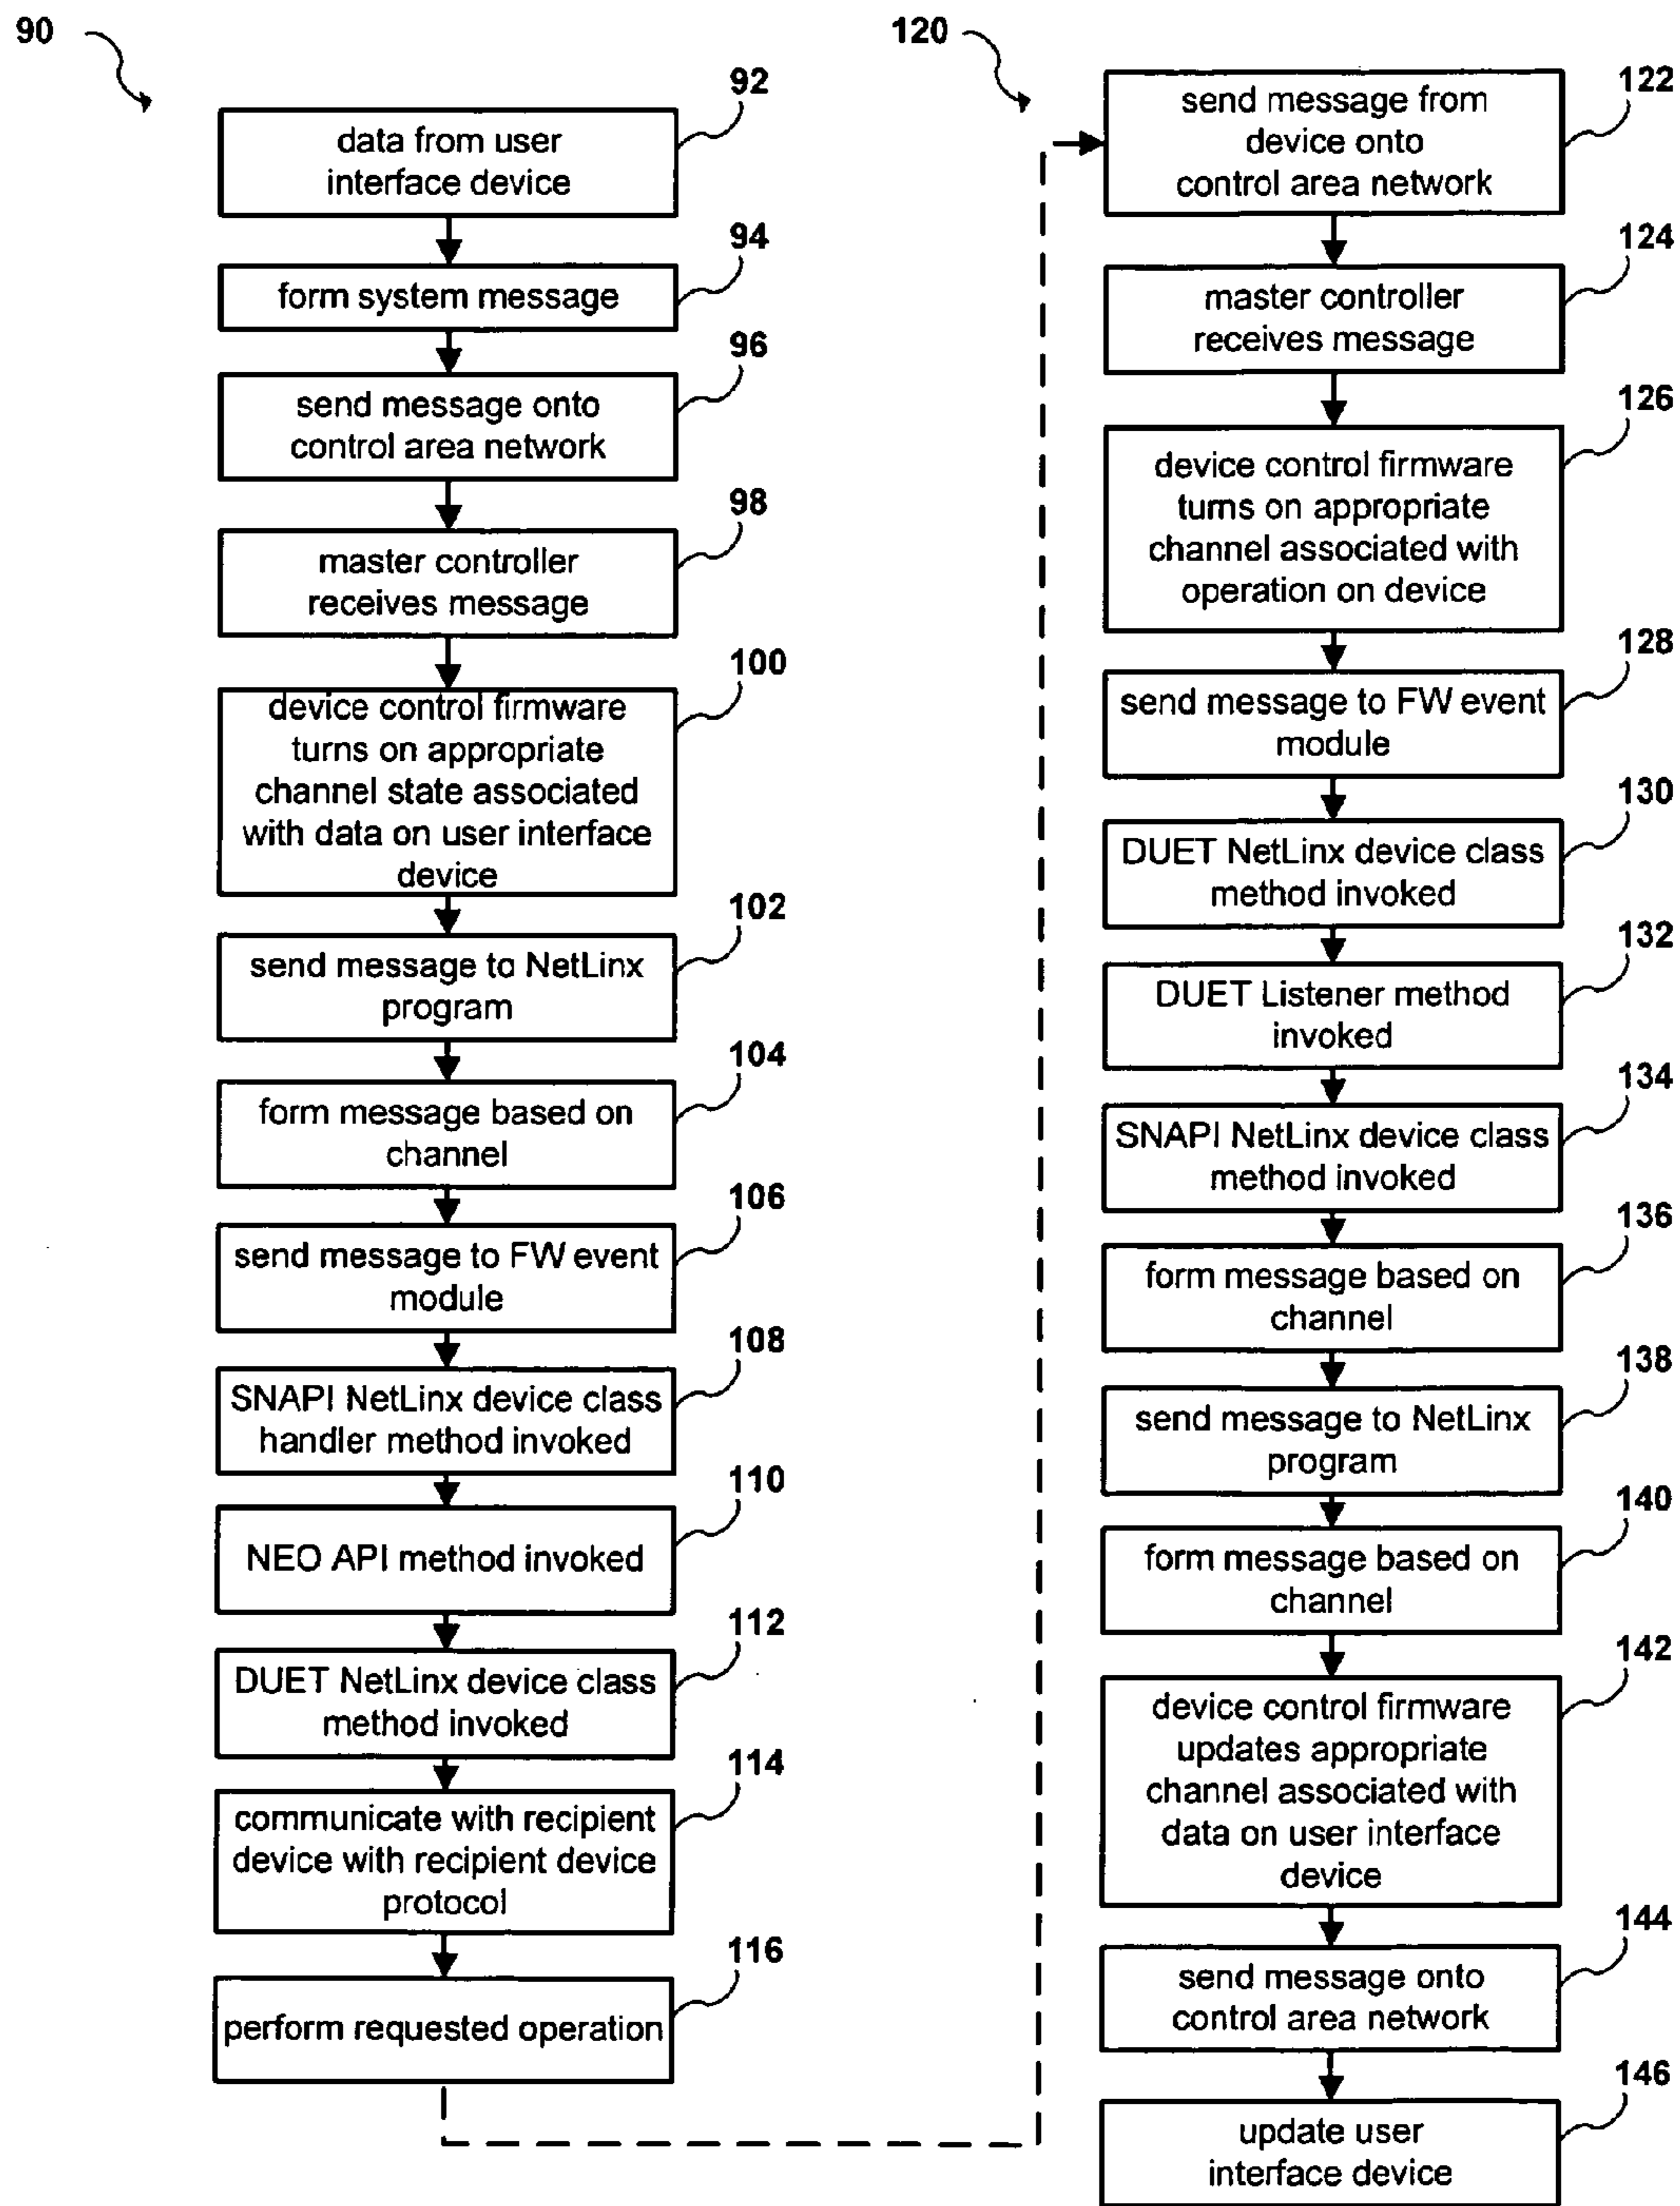 90
92
data from user
interface device
94
form system message
96
send message onto
control area network
98
master controller
receives message
100
device control firmware
turns on appropriate
channel state associated
with data on user interface
device
102
send message to NetLinx
program
104
form message based on
channel
106
send message to FW event
module
108
SNAPI NetLinx device class
handler method invoked
110
NEO API method invoked
112
DUET NetLinx device class
method invoked
114
communicate with recipient
device with recipient device
protocol
116
perform requested operation
120
122
send message from
device onto
control area network
124
master controller
receives message
126
device control firmware
turns on appropriate
channel associated with
operation on device
128
send message to FW event
module
130
DUET NetLinx device class
method invoked
132
DUET Listener method
invoked
134
SNAPI NetLinx device class
method invoked
136
form message based on
channel
138
send message to NetLinx
program
140
form message based on
channel
142
device control firmware
updates appropriate
channel associated with
data on user interface
device
144
send message onto
control area network
146
update user
interface device